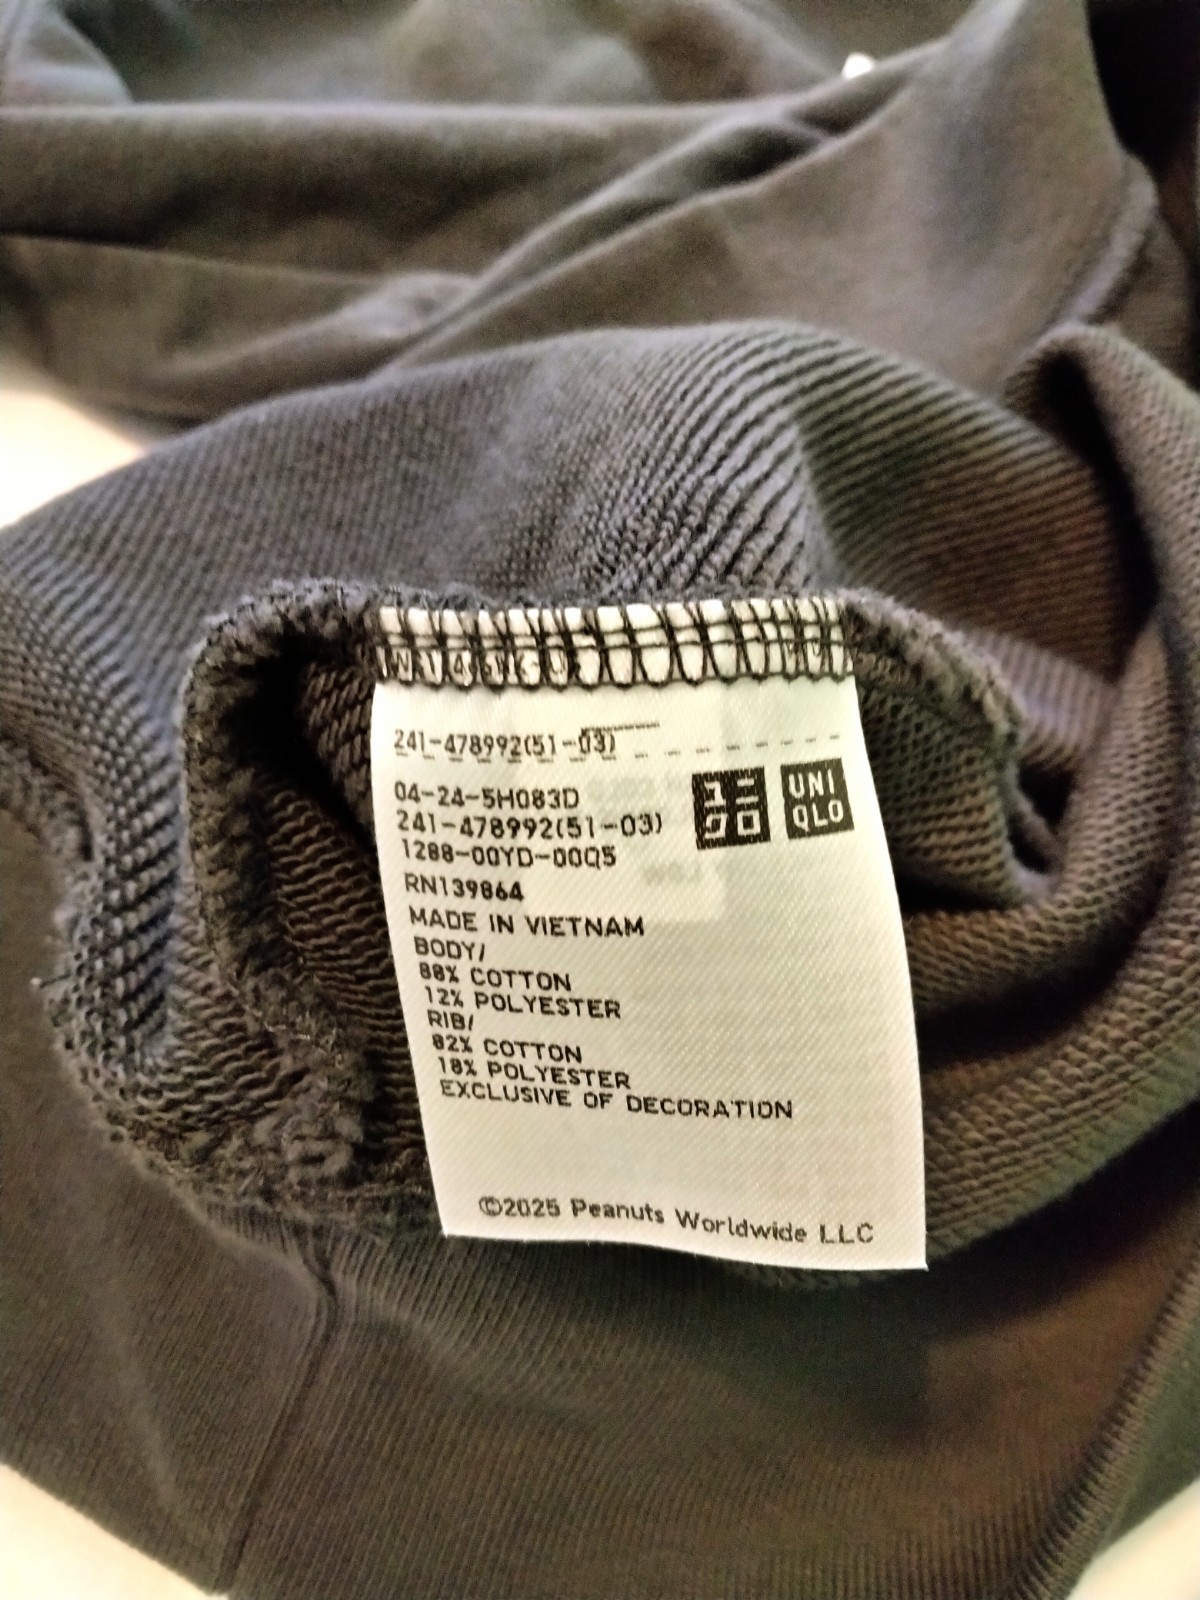 241-478992(51-03)
04-24-5H083D
241-478992(51-03)
1288-00YD-00Q5
RN139864
MADE IN VIETNAM
BODY/
88% COTTON
12% POLYESTER
RIB/
82% COTTON
18% POLYESTER
EXCLUSIVE OF DECORATION
©2025 Peanuts Worldwide LLC
ユニ
クロ
UNI
QLO